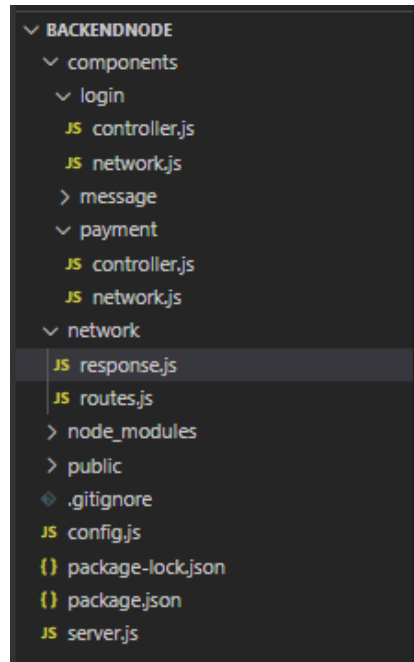 BACKENDNODE
components
login
JS controller.js
JS network.js
message
payment
JS controller.js
JS network.js
network
JS response.js
JS routes.js
node_modules
public
.gitignore
JS config.js
{} package-lock.json
{} package.json
JS server.js